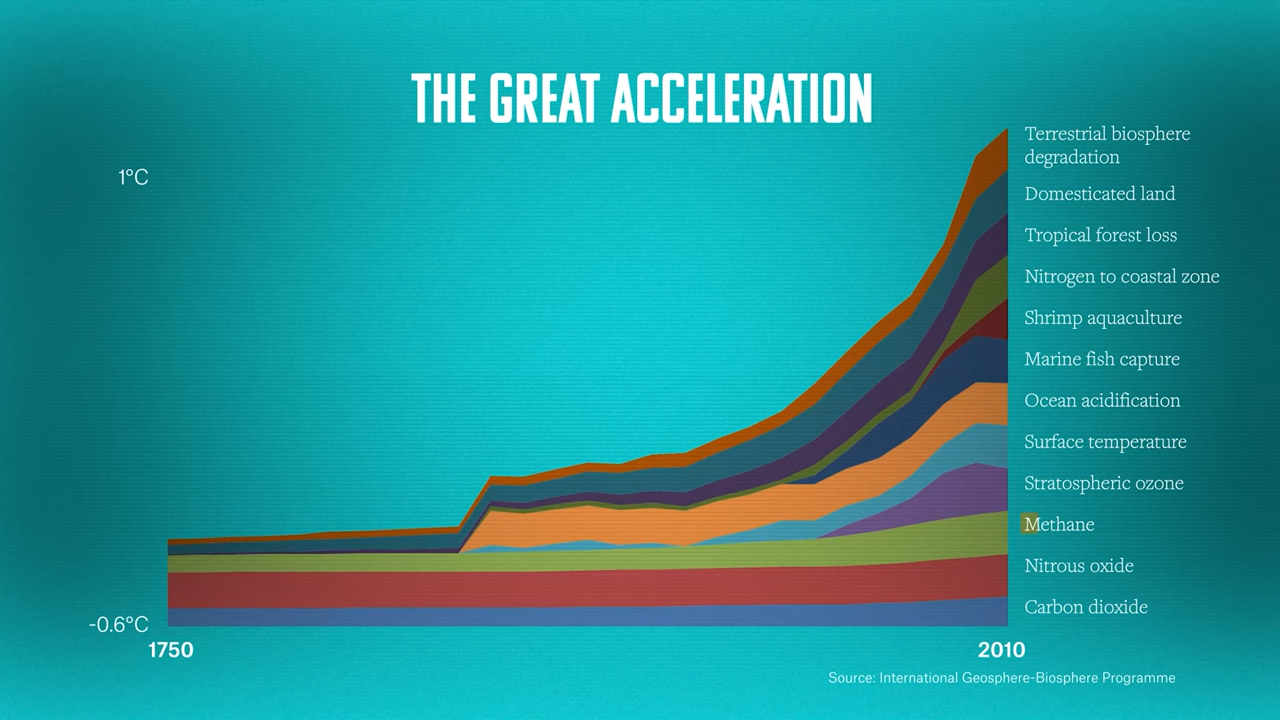 THE GREAT ACCELERATION
1°C
Terrestrial biosphere
degradation
Domesticated land
Tropical forest loss
Nitrogen to coastal zone
Shrimp aquaculture
Marine fish capture
Ocean acidification
Surface temperature
Stratospheric ozone
Methane
Nitrous oxide
Carbon dioxide
-0.6°C
1750
2010
Source: International Geosphere-Biosphere Programme